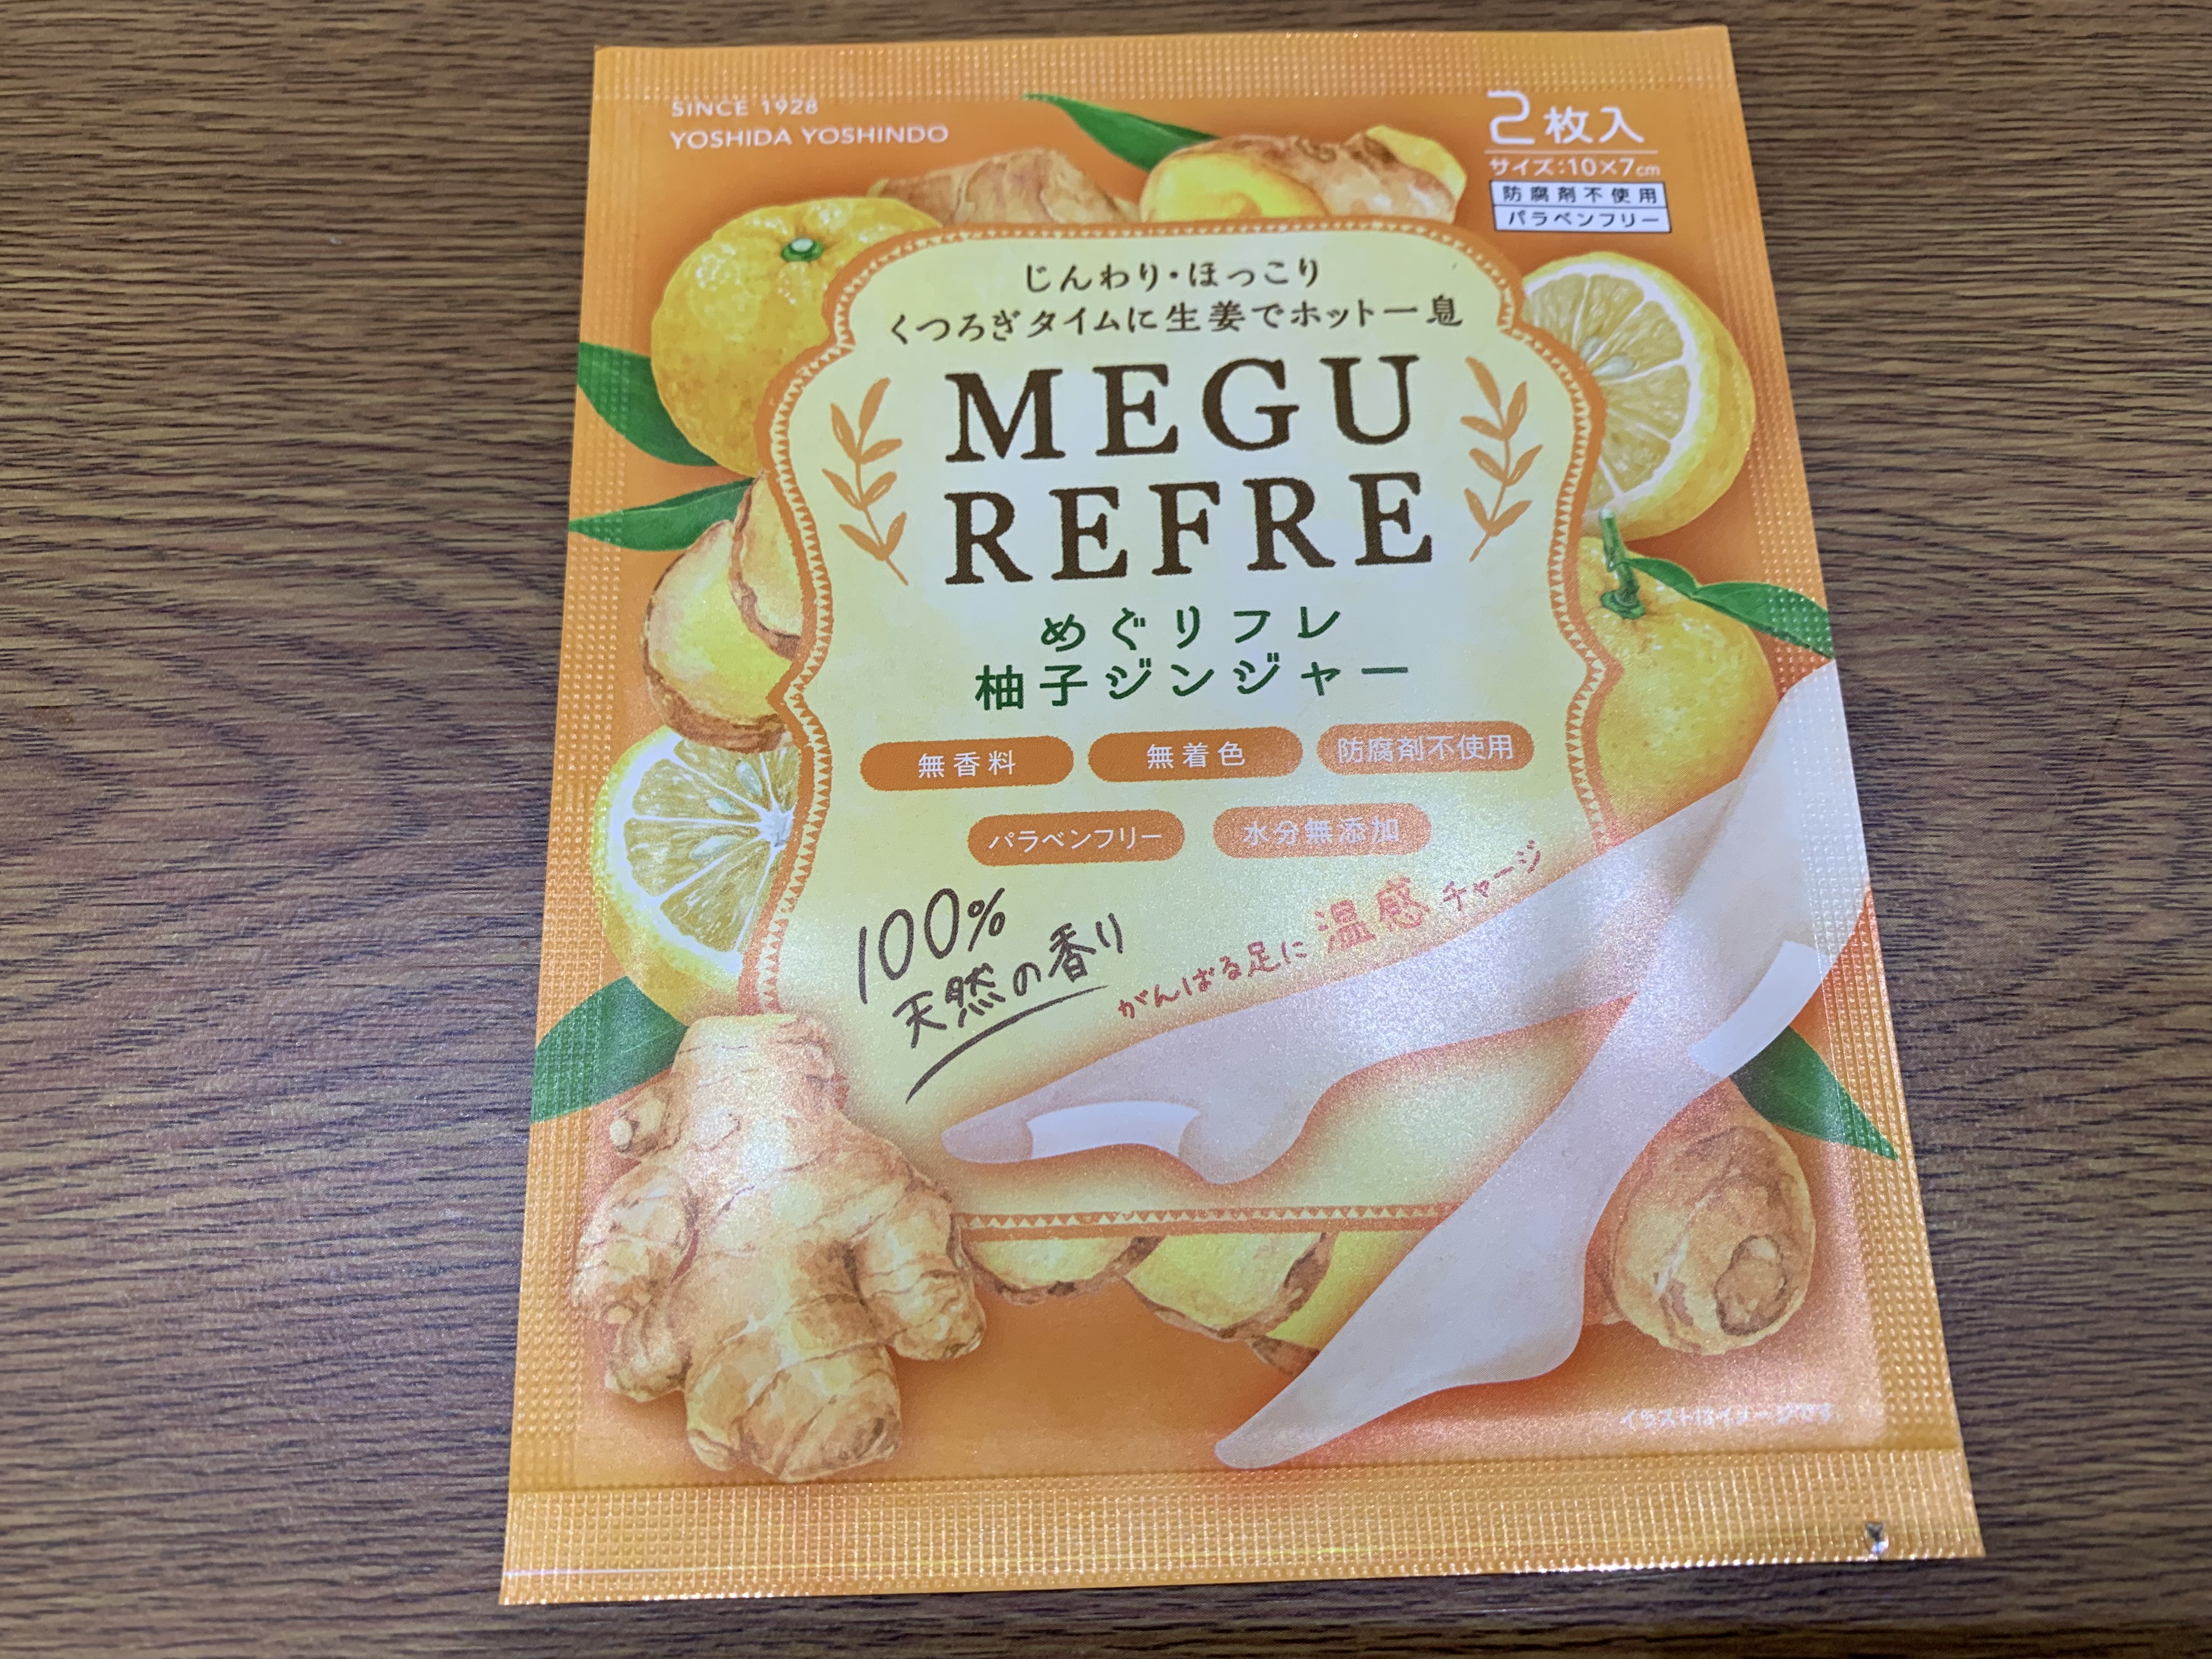 SINCE 1928
YOSHIDA YOSHINDO
2枚入
サイズ:10×7cm
防腐剤不使用
パラベンフリー
じんわり・ほっこり
くつろぎタイムに生姜でホット一息
MEGU
REFRE
めぐリフレ
柚子ジンジャー
無香料
無着色
防腐剤不使用
パラベンフリー
水分無添加
100%
天然の香り
がんばる足に温感チャージ
イラストはイメージです。